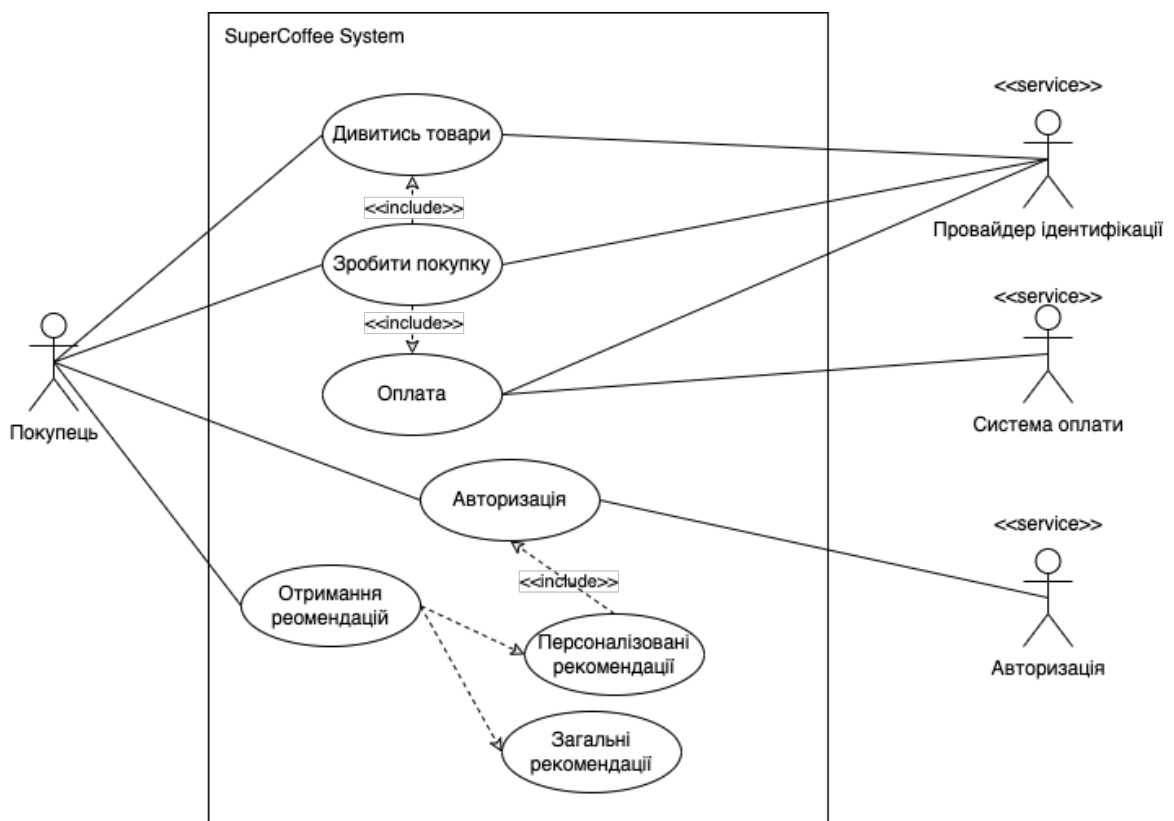 SuperCoffee System
<<service>>
Дивитись товари
<<include>>
Провайдер ідентифікації
Зробити покупку
<<service>>
<<include>>
Оплата
Система оплати
Покупець
Авторизація
<<service>>
<<include>>
Отримання
реомендацій
Персоналізовані
рекомендації
Авторизація
Загальні
рекомендації